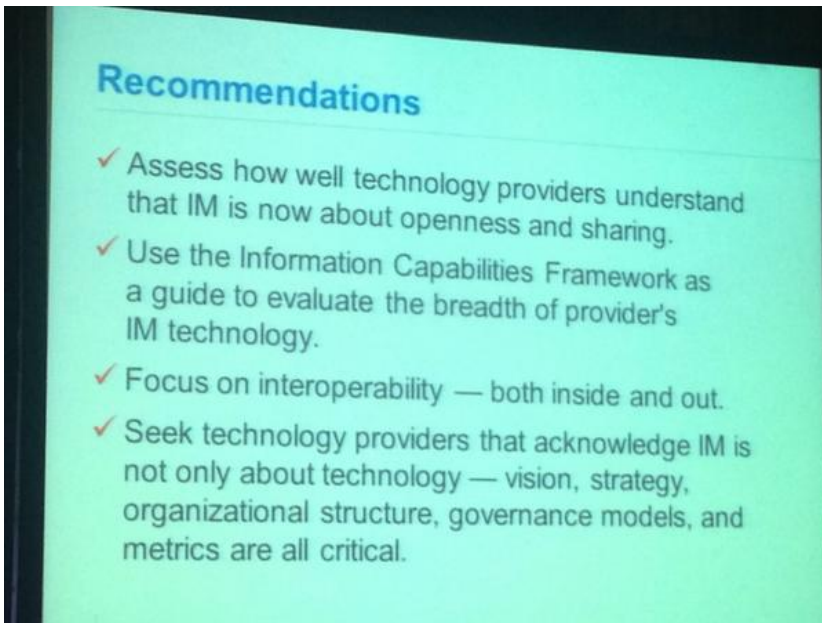 Recommendations
✓ Assess how well technology providers understand
that IM is now about openness and sharing.
✓ Use the Information Capabilities Framework as
a guide to evaluate the breadth of provider's
IM technology.
✓ Focus on interoperability — both inside and out.
✓ Seek technology providers that acknowledge IM is
not only about technology — vision, strategy,
organizational structure, governance models, and
metrics are all critical.